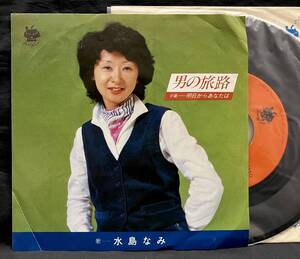 男の旅路
明日からあなたは
歌── 水島なみ